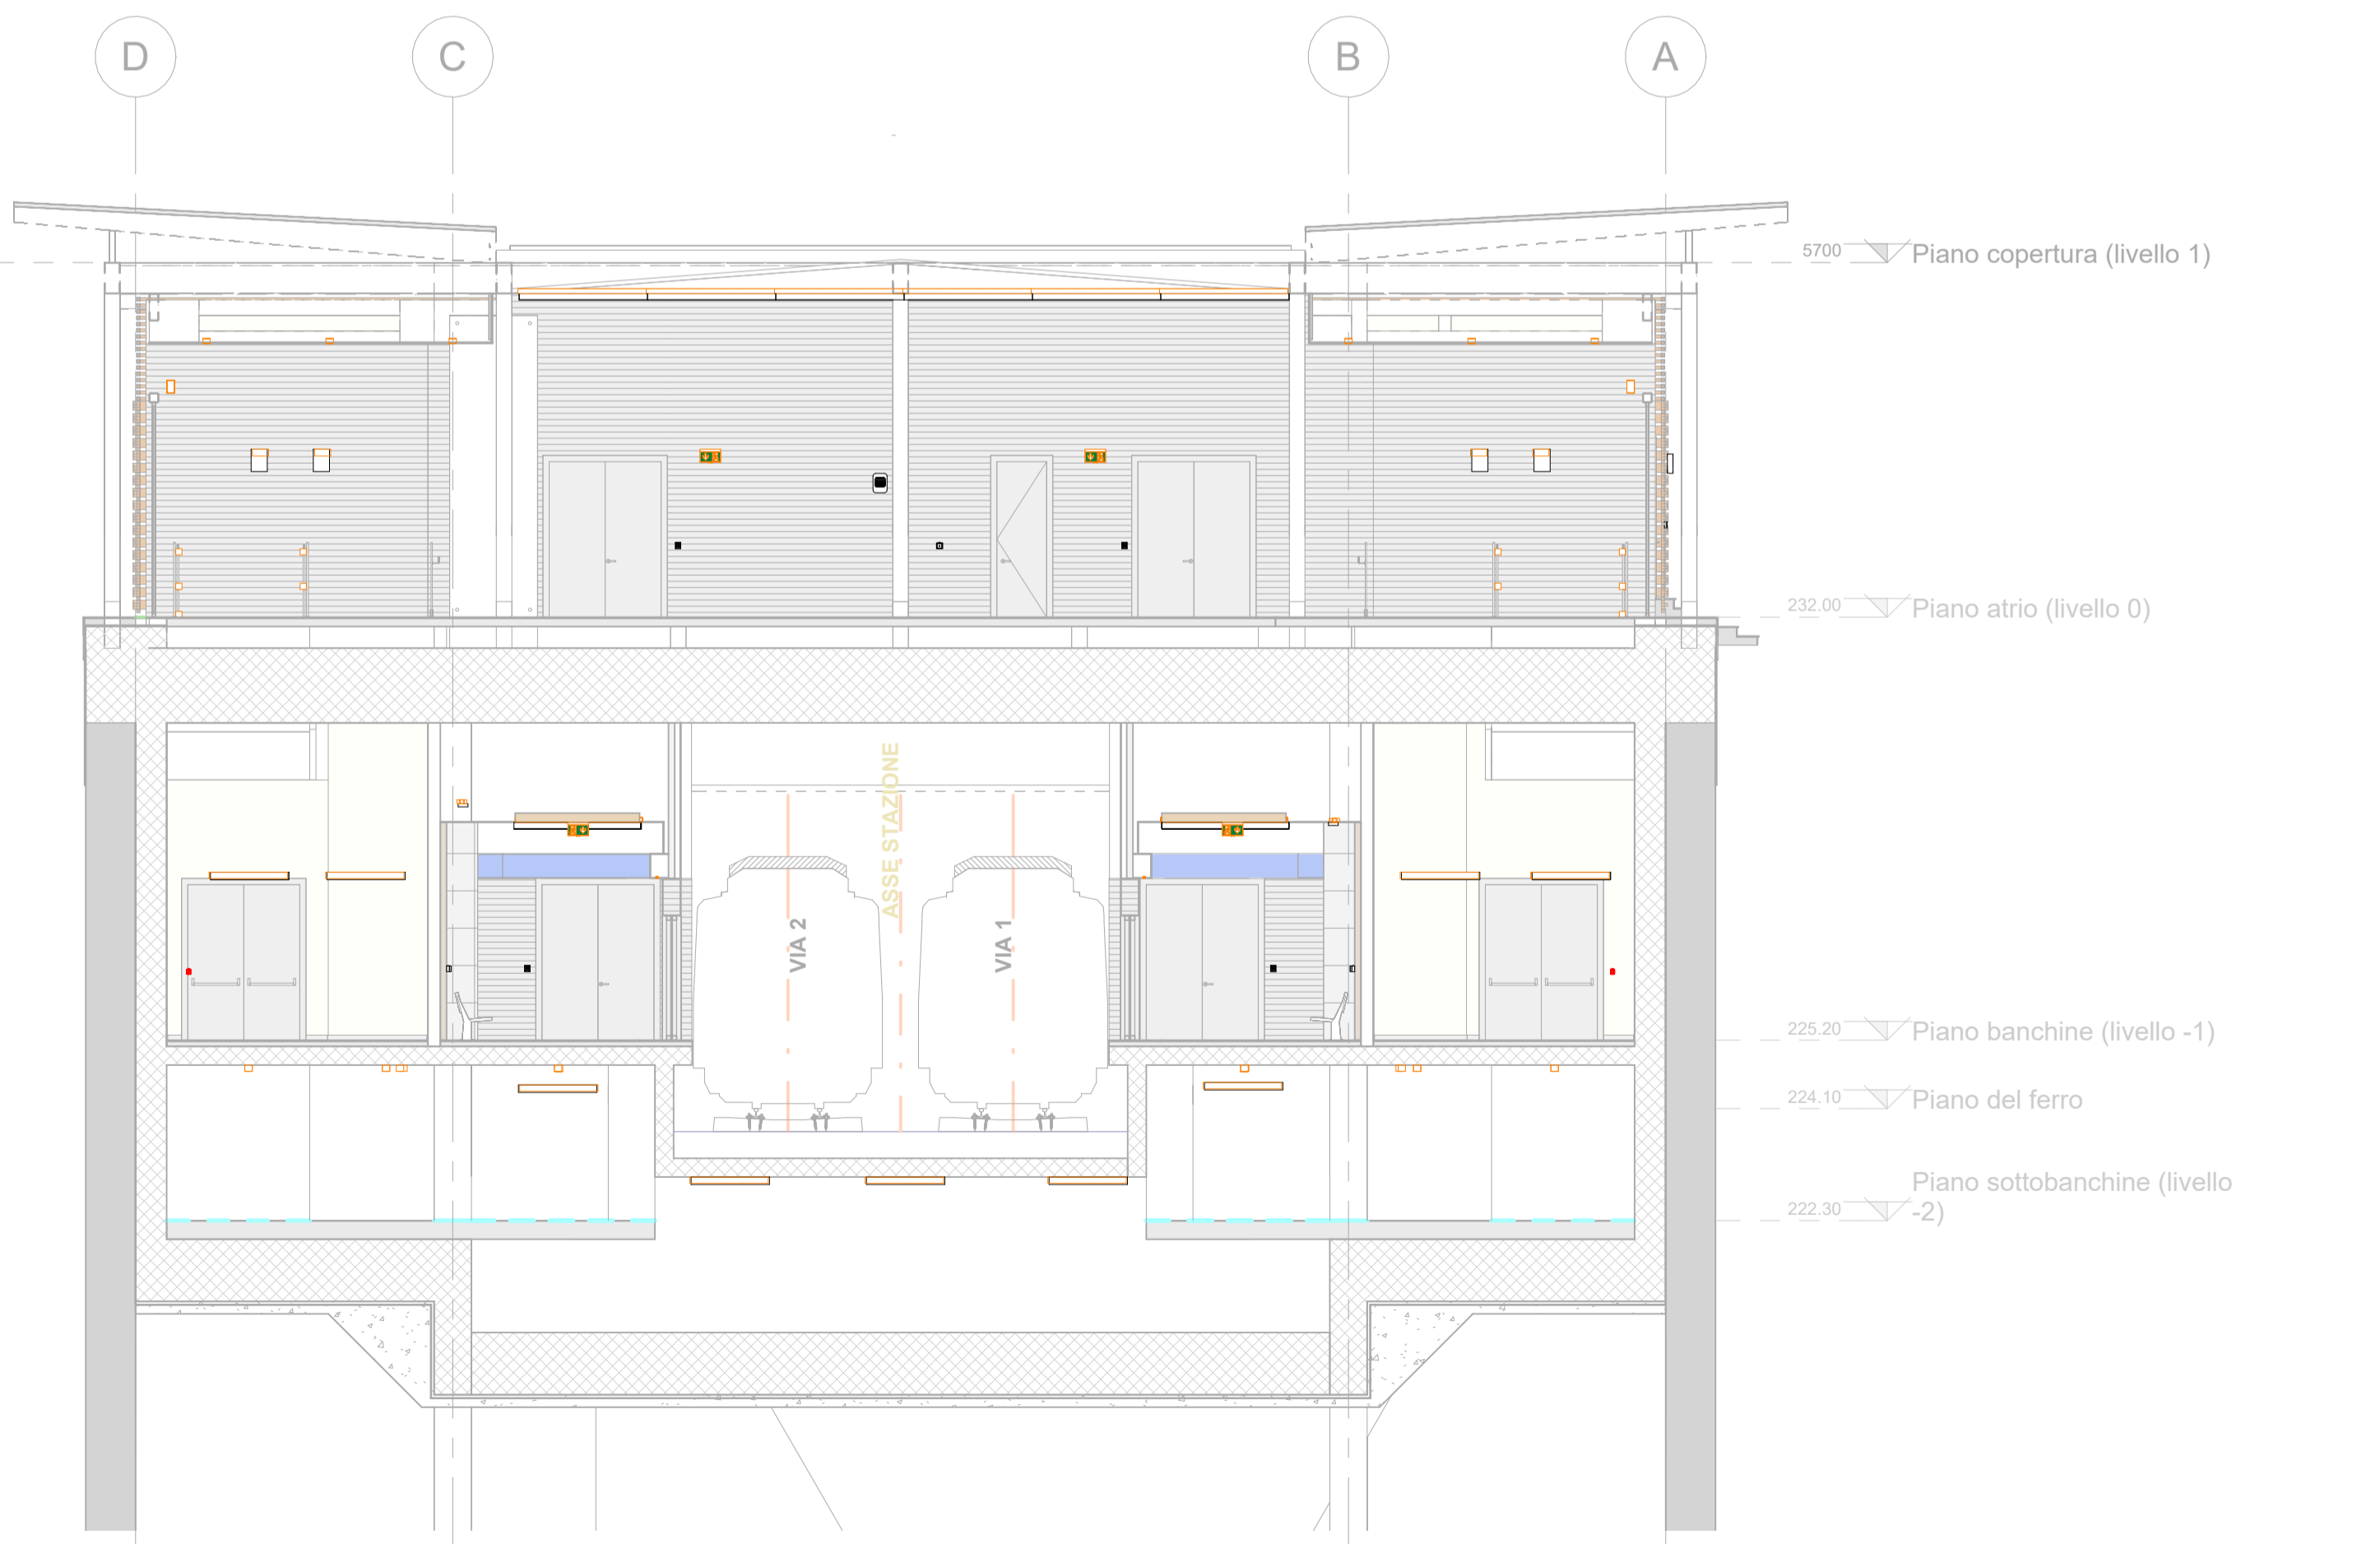 D
C
B
A
5700
Piano copertura (livello 1)
232.00
Piano atrio (livello 0)
ASSE STAZIONE
VIA 2
VIA 1
225.20
Piano banchine (livello -1)
224.10
Piano del ferro
222.30
Piano sottobanchine (livello
-2)